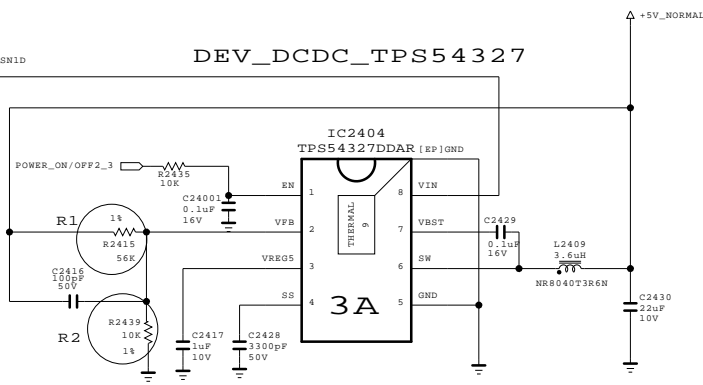 +5V_NORMAL
DEV_DCDC_TPS54327
SN1D
IC2404
TPS54327DDAR
[EP]GND
POWER_ON/OFF2_3
R2435
10K
C24001
0.1uF
16V
EN
1
8
VIN
THERMAL
9
R1
1%
R2415
56K
VFB
2
7
VBST
C2429
0.1uF
16V
L2409
3.6uH
NR8040T3R6N
VREG5
3
6
SW
C2416
100pF
50V
SS
4
5
GND
3A
C2430
22uF
10V
R2
R2439
10K
1%
C2417
1uF
10V
C2428
3300pF
50V